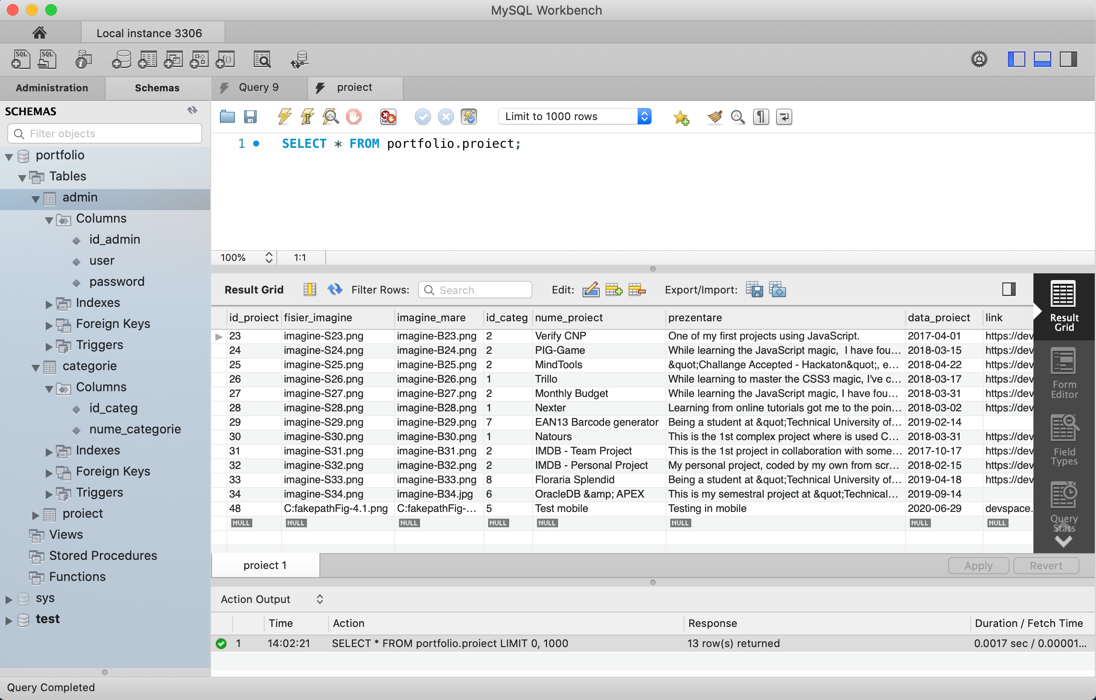 MySQL Workbench
Local instance 3306
Administration Schemas Query 9 proiect
SCHEMAS
Filter objects
Limit to 1000 rows
portfolio
Tables
admin
Columns
id_admin
user
password
Indexes
Foreign Keys
Triggers
categorie
Columns
id_categ
nume_categorie
Indexes
Foreign Keys
Triggers
proiect
Views
Stored Procedures
Functions
sys
test
1 SELECT * FROM portfolio.proiect;
100% 1:1
Result Grid Filter Rows: Search Edit: Export/Import:
id_proiect fisier_imagine imagine_mare id_categ nume_proiect prezentare data_proiect link
23 imagine-S23.png imagine-B23.png 2 Verify CNP One of my first projects using JavaScript. 2017-04-01 https://dev
24 imagine-S24.png imagine-B24.png 2 PIG-Game While learning the JavaScript magic, I have fou... 2018-03-15 https://dev
25 imagine-S25.png imagine-B25.png 2 MindTools &quot;Challange Accepted - Hackaton&quot;, e... 2018-04-22 https://dev
26 imagine-S26.png imagine-B26.png 1 Trillo While learning to master the CSS3 magic, I've c... 2018-03-17 https://dev
27 imagine-S27.png imagine-B27.png 2 Monthly Budget While learning the JavaScript magic, I have fou... 2018-03-31 https://dev
28 imagine-S28.png imagine-B28.png 1 Nexter Learning from online tutorials got me to the poin... 2018-03-02 https://dev
29 imagine-S29.png imagine-B29.png 7 EAN13 Barcode generator Being a student at &quot;Technical University of... 2019-02-14
30 imagine-S30.png imagine-B30.png 1 Natours This is the 1st complex project where is used C... 2018-03-31 https://dev
31 imagine-S31.png imagine-B31.png 2 IMDB - Team Project This is the 1st project in collaboration with some... 2017-10-17 https://dev
32 imagine-S32.png imagine-B32.png 2 IMDB - Personal Project My personal project, coded by my own from scr... 2018-02-15 https://dev
33 imagine-S33.png imagine-B33.png 8 Floraria Splendid Being a student at &quot;Technical University of... 2019-04-18 https://dev
34 imagine-S34.png imagine-B34.jpg 6 OracleDB &amp; APEX This is my semestral project at &quot;Technical... 2019-09-14
48 C:fakepathFig-4.1.png C:fakepathFig-... 5 Test mobile Testing in mobile 2020-06-29 devspace.
NULL NULL NULL NULL NULL NULL NULL NULL
Result
Grid
Form
Editor
Field
Types
Query
Stats
proiect 1 Apply Revert
Action Output
Time Action Response Duration / Fetch Time
1 14:02:21 SELECT * FROM portfolio.proiect LIMIT 0, 1000 13 row(s) returned 0.0017 sec / 0.00001...
Query Completed